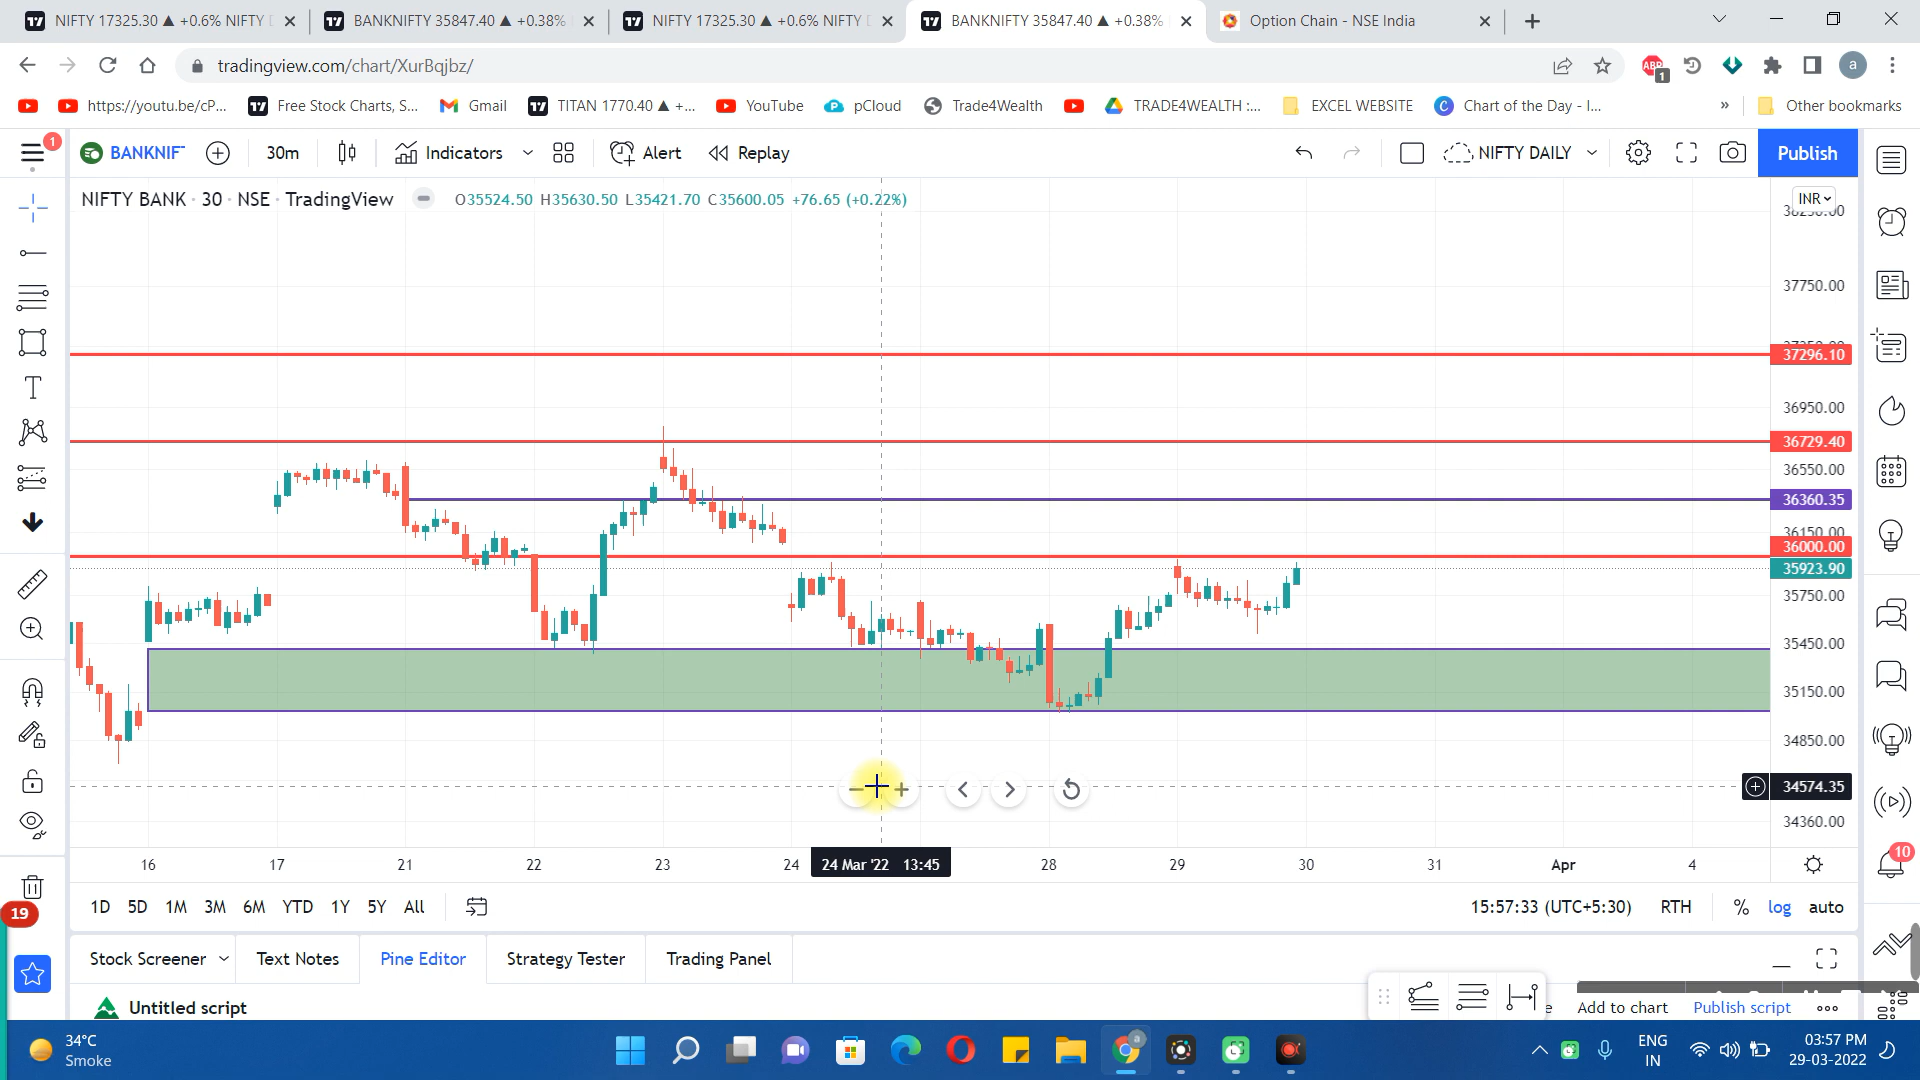 NIFTY 17325.30 ▲ +0.6% NIFTY
BANKNIFTY 35847.40 ▲ +0.38%
NIFTY 17325.30 ▲ +0.6% NIFTY
BANKNIFTY 35847.40 ▲ +0.38%
Option Chain - NSE India
tradingview.com/chart/XurBqjbz/
ABP
1
a
https://youtu.be/cP...
Free Stock Charts, S...
Gmail
TITAN 1770.40 ▲ +...
YouTube
pCloud
Trade4Wealth
TRADE4WEALTH :...
EXCEL WEBSITE
Chart of the Day - I...
»
Other bookmarks
1
BANKNIF
30m
Indicators
Alert
Replay
NIFTY DAILY
Publish
NIFTY BANK · 30 · NSE · TradingView
O35524.50 H35630.50 L35421.70 C35600.05 +76.65 (+0.22%)
INR
37750.00
37296.10
36950.00
36729.40
36550.00
36360.35
36150.00
36000.00
35923.90
35750.00
35450.00
35150.00
34850.00
34574.35
34360.00
16 17 21 22 23 24 24 Mar '22 13:45 28 29 30 31 Apr 4
10
19
1D 5D 1M 3M 6M YTD 1Y 5Y All
15:57:33 (UTC+5:30) RTH % log auto
Stock Screener Text Notes Pine Editor Strategy Tester Trading Panel
Untitled script
Add to chart Publish script
34°C
Smoke
ENG
IN
03:57 PM
29-03-2022